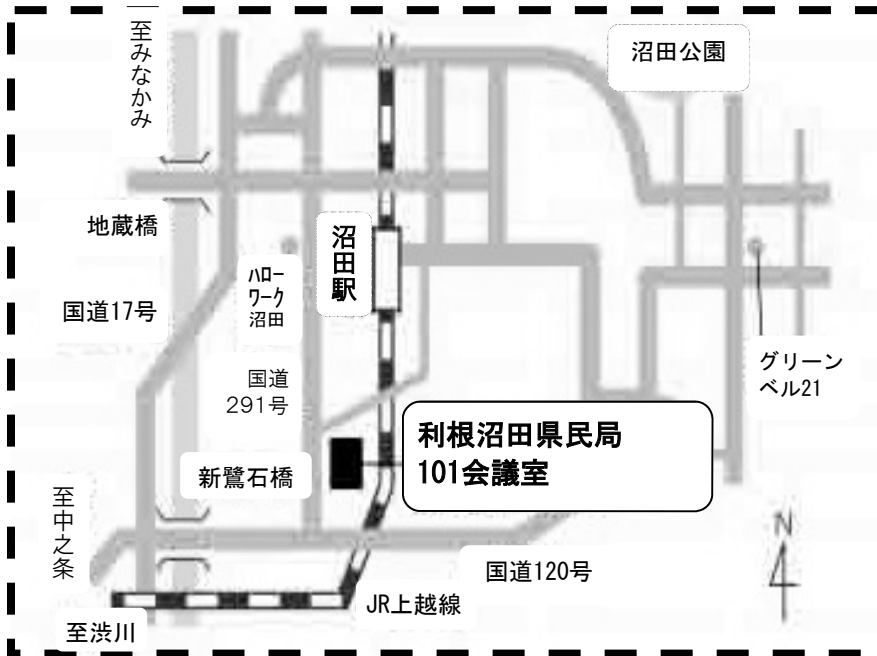 至みなかみ
沼田公園
地蔵橋
沼田駅
ハロー
ワーク
沼田
国道17号
国道
291号
グリーン
ベル21
利根沼田県民局
101会議室
新鷺石橋
至中之条
N
国道120号
JR上越線
至渋川